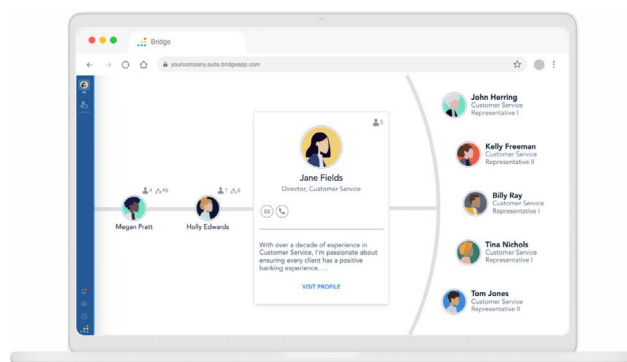 Bridge
yourcompany.suite.bridgeapp.com
4 46
Megan Pratt
1 6
Holly Edwards
5
Jane Fields
Director, Customer Service
With over a decade of experience in
Customer Service, I'm passionate about
ensuring every client has a positive
banking experience. ...
VISIT PROFILE
John Herring
Customer Service
Representative I
Kelly Freeman
Customer Service
Representative II
Billy Ray
Customer Service
Representative I
Tina Nichols
Customer Service
Representative I
Tom Jones
Customer Service
Representative II